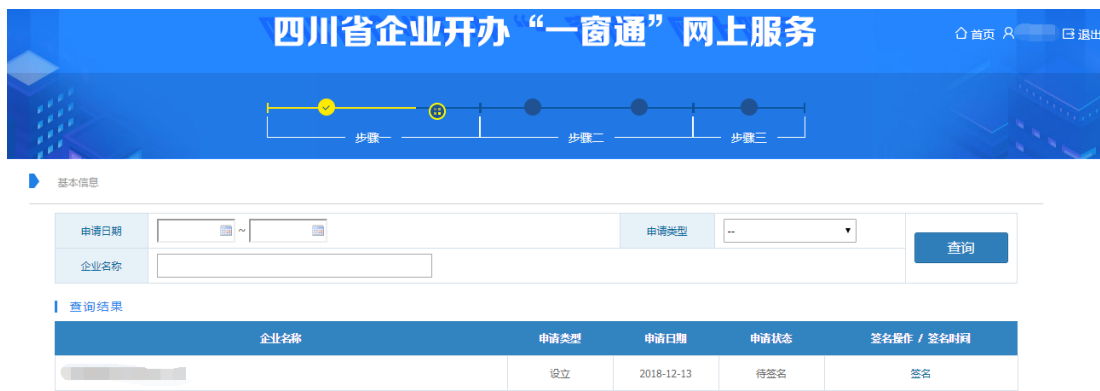 四川省企业开办“一窗通”网上服务
首页 退出
步骤一 步骤二 步骤三
基本信息
申请日期 ~ 申请类型 --
企业名称
查询
查询结果
企业名称 申请类型 申请日期 申请状态 签名操作 / 签名时间
设立 2018-12-13 待签名 签名